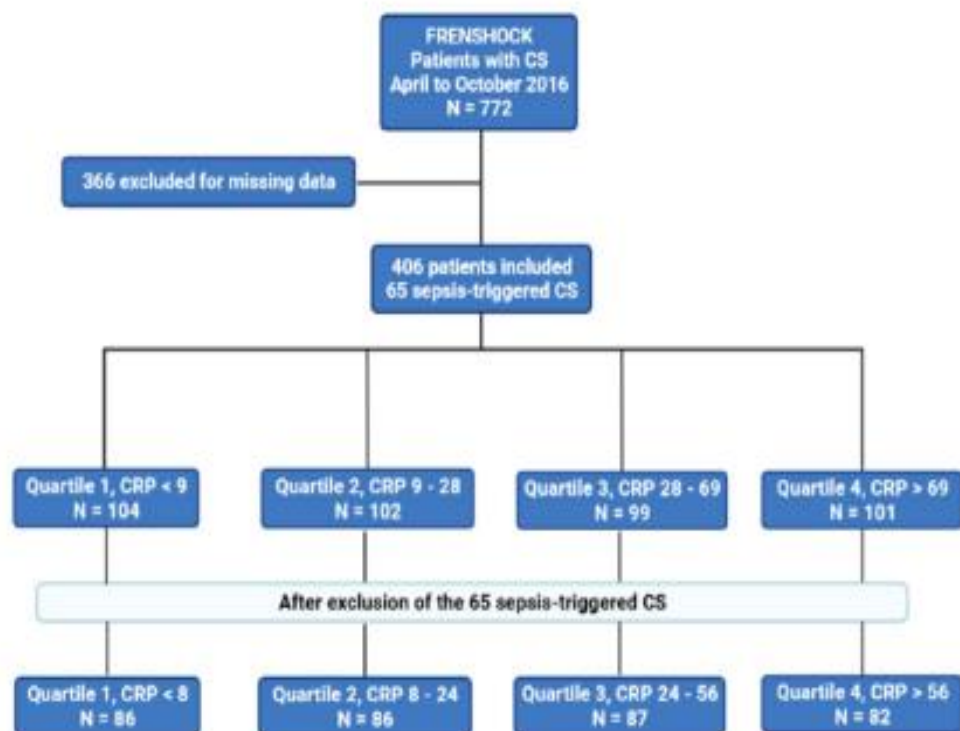 FRENSHOCK
Patients with CS
April to October 2016
N = 772
366 excluded for missing data
406 patients included
65 sepsis-triggered CS
Quartile 1, CRP < 9
N = 104
Quartile 2, CRP 9 - 28
N = 102
Quartile 3, CRP 28 - 69
N = 99
Quartile 4, CRP > 69
N = 101
After exclusion of the 65 sepsis-triggered CS
Quartile 1, CRP < 8
N = 86
Quartile 2, CRP 8 - 24
N = 86
Quartile 3, CRP 24 - 56
N = 87
Quartile 4, CRP > 56
N = 82